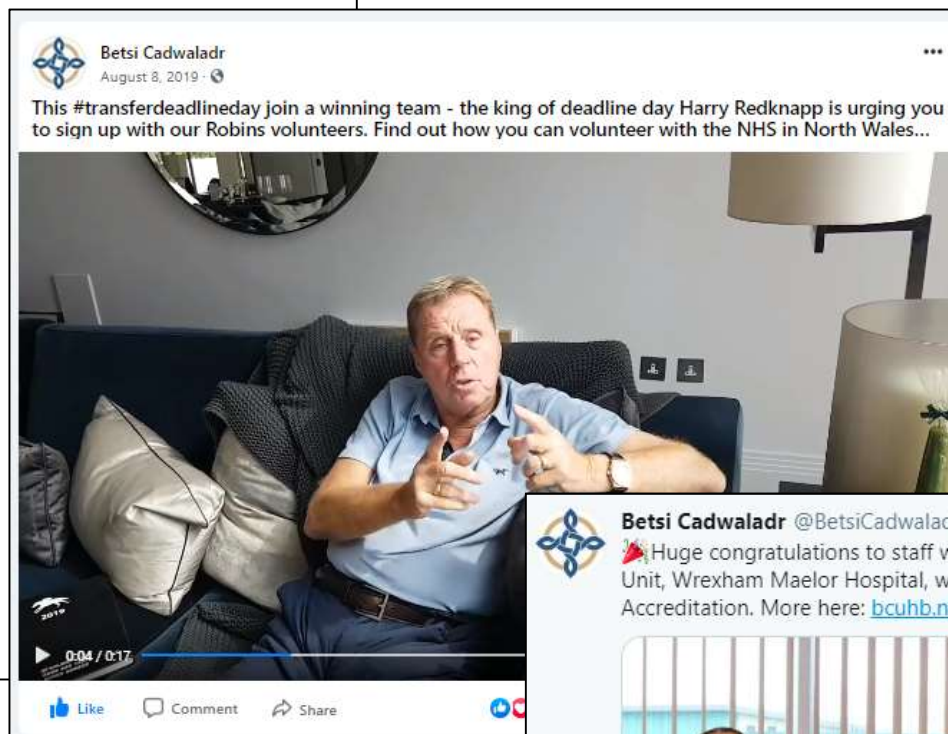 Betsi Cadwaladr
August 8, 2019 ·
This #transferdeadlineday join a winning team - the king of deadline day Harry Redknapp is urging you
to sign up with our Robins volunteers. Find out how you can volunteer with the NHS in North Wales...
2019
0:04 / 0:17
Like Comment Share
Betsi Cadwaladr @BetsiCadwalad
Huge congratulations to staff w
Unit, Wrexham Maelor Hospital, w
Accreditation. More here: bcuhb.n